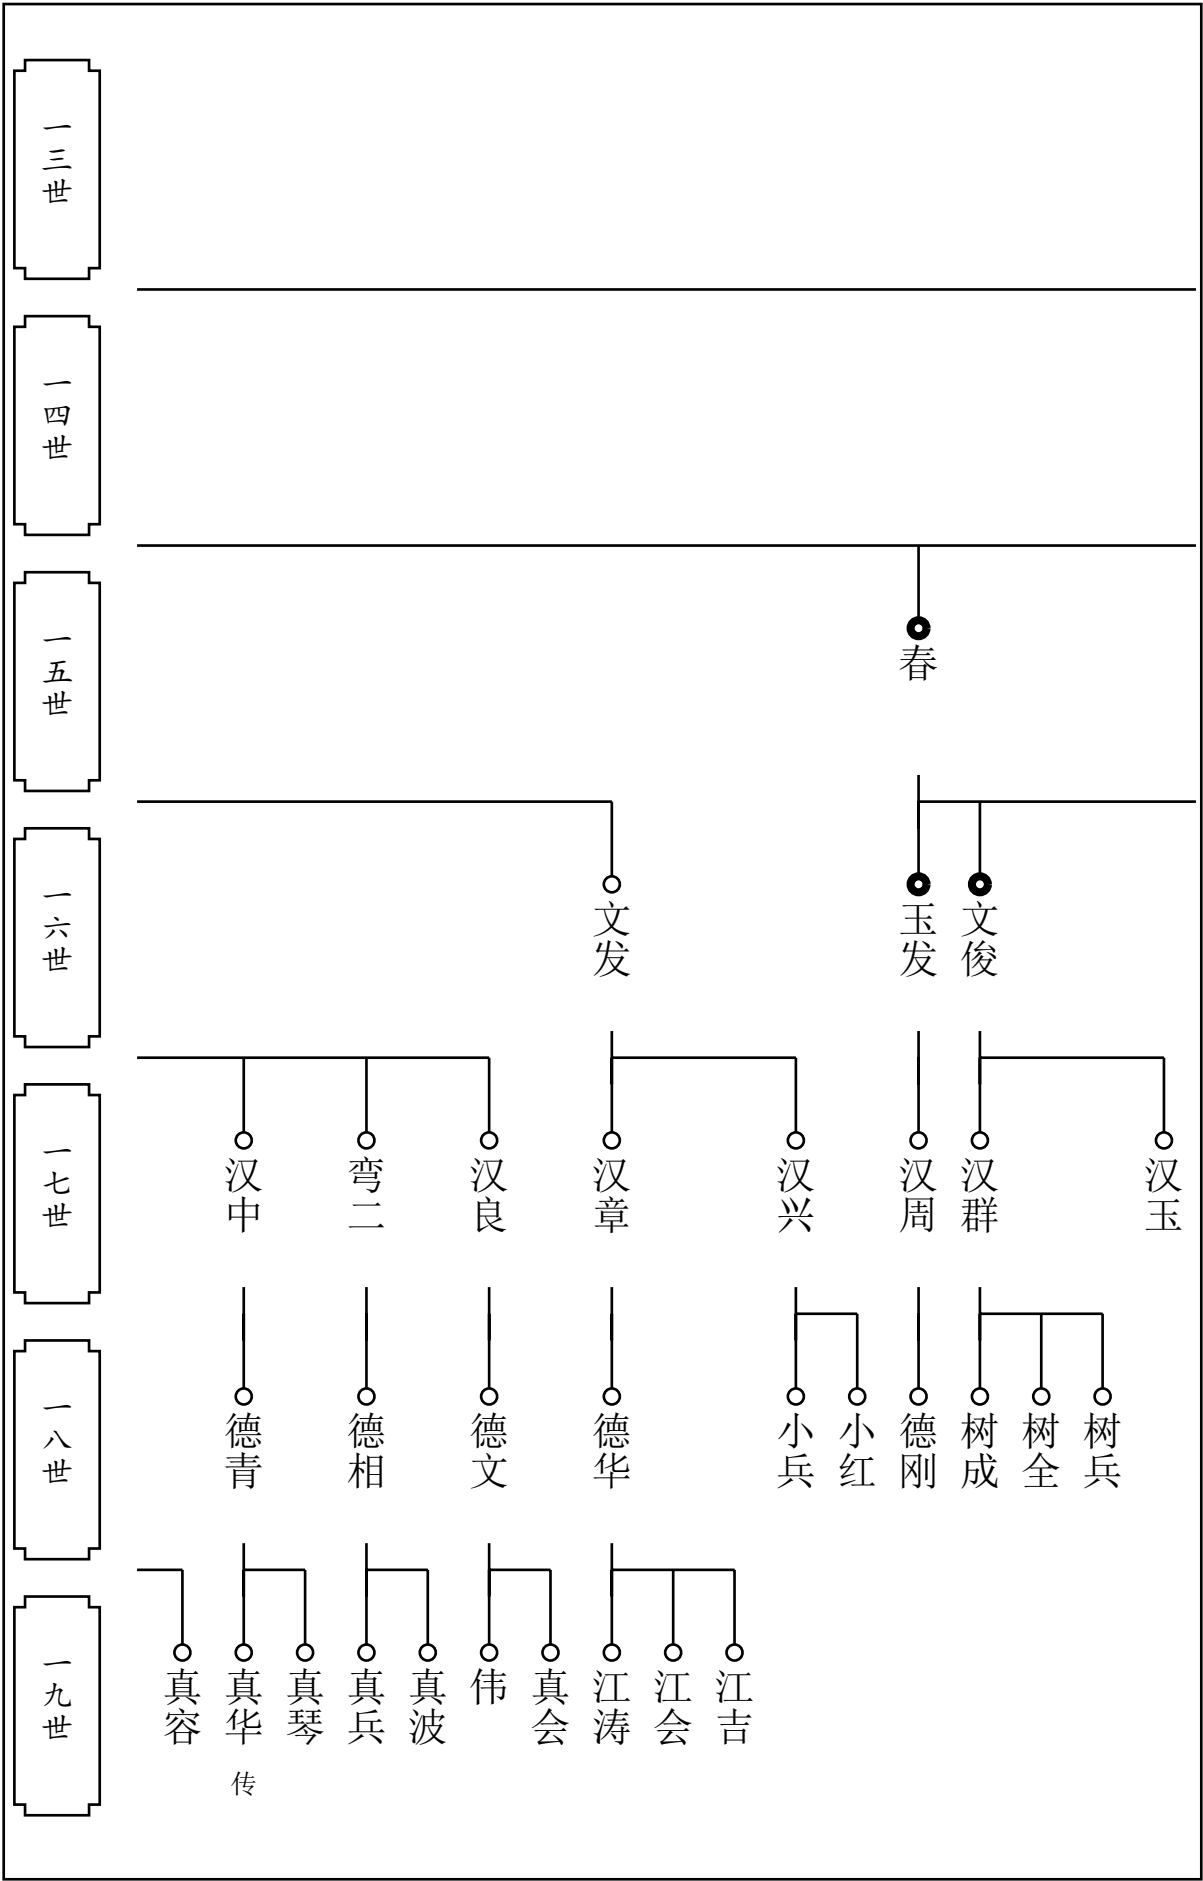 一三世
一四世
一五世
春
一六世
文发
玉发
文俊
一七世
汉中
弯二
汉良
汉章
汉兴
汉周
汉群
汉玉
一八世
德青
德相
德文
德华
小兵
小红
德刚
树成
树全
树兵
一九世
真容
真华
传
真琴
真兵
真波
伟
真会
江涛
江会
江吉